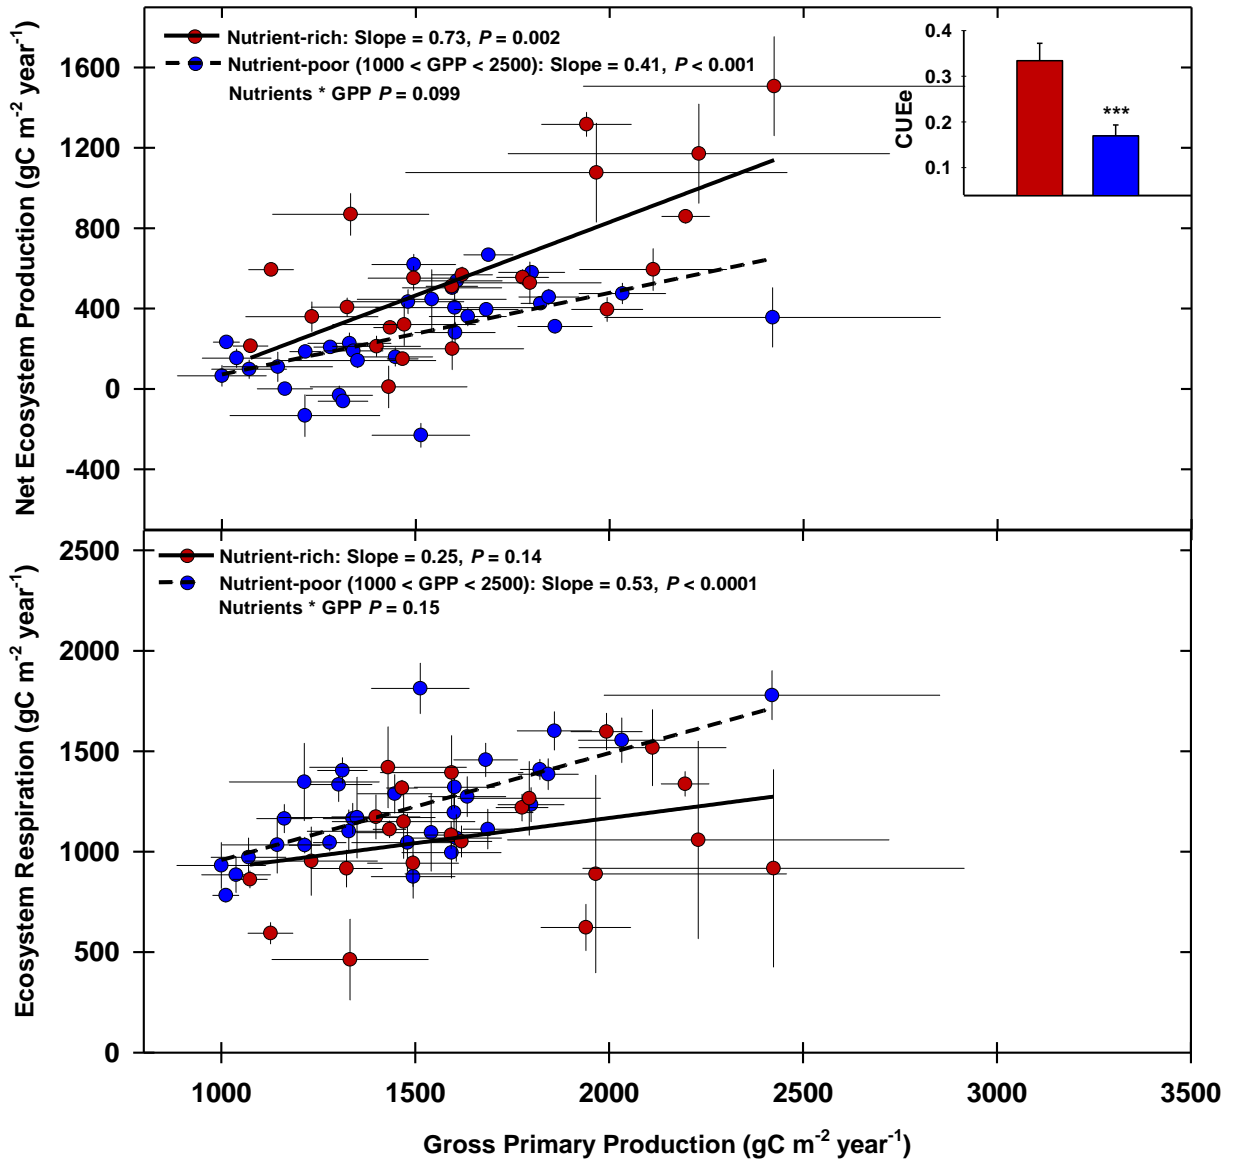 Net Ecosystem Production (gC m-2 year-1)
1600
1200
800
400
0
-400
Nutrient-rich: Slope = 0.73, P = 0.002
Nutrient-poor (1000 < GPP < 2500): Slope = 0.41, P < 0.001
Nutrients * GPP P = 0.099
CUEe
0.4
0.3
0.2
0.1
***
Ecosystem Respiration (gC m-2 year-1)
2500
2000
1500
1000
500
0
Nutrient-rich: Slope = 0.25, P = 0.14
Nutrient-poor (1000 < GPP < 2500): Slope = 0.53, P < 0.0001
Nutrients * GPP P = 0.15
1000 1500 2000 2500 3000 3500
Gross Primary Production (gC m-2 year-1)